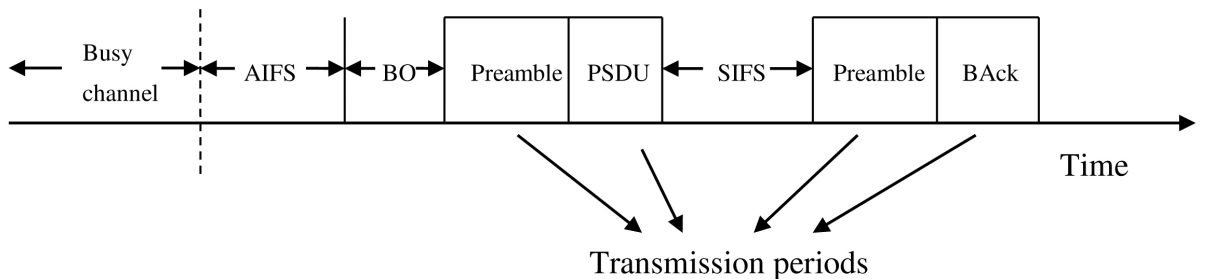 Busy
channel
AIFS
BO
Preamble
PSDU
SIFS
Preamble
BAck
Time
Transmission periods